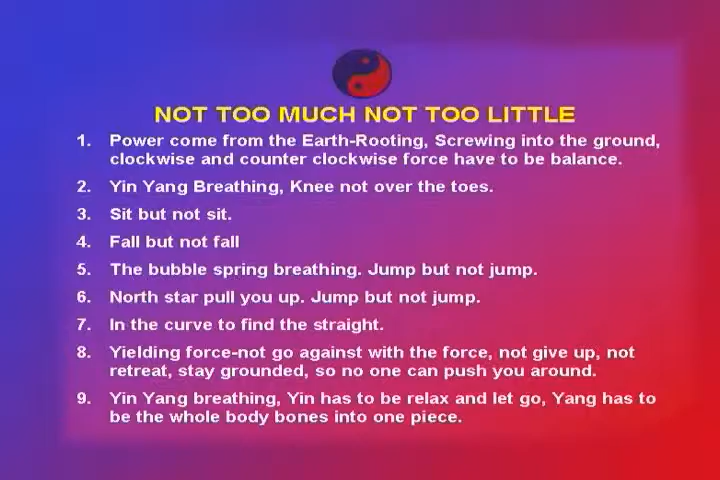 NOT TOO MUCH NOT TOO LITTLE
1. Power come from the Earth-Rooting, Screwing into the ground,
clockwise and counter clockwise force have to be balance.
2. Yin Yang Breathing, Knee not over the toes.
3. Sit but not sit.
4. Fall but not fall
5. The bubble spring breathing. Jump but not jump.
6. North star pull you up. Jump but not jump.
7. In the curve to find the straight.
8. Yielding force-not go against with the force, not give up, not
retreat, stay grounded, so no one can push you around.
9. Yin Yang breathing, Yin has to be relax and let go, Yang has to
be the whole body bones into one piece.